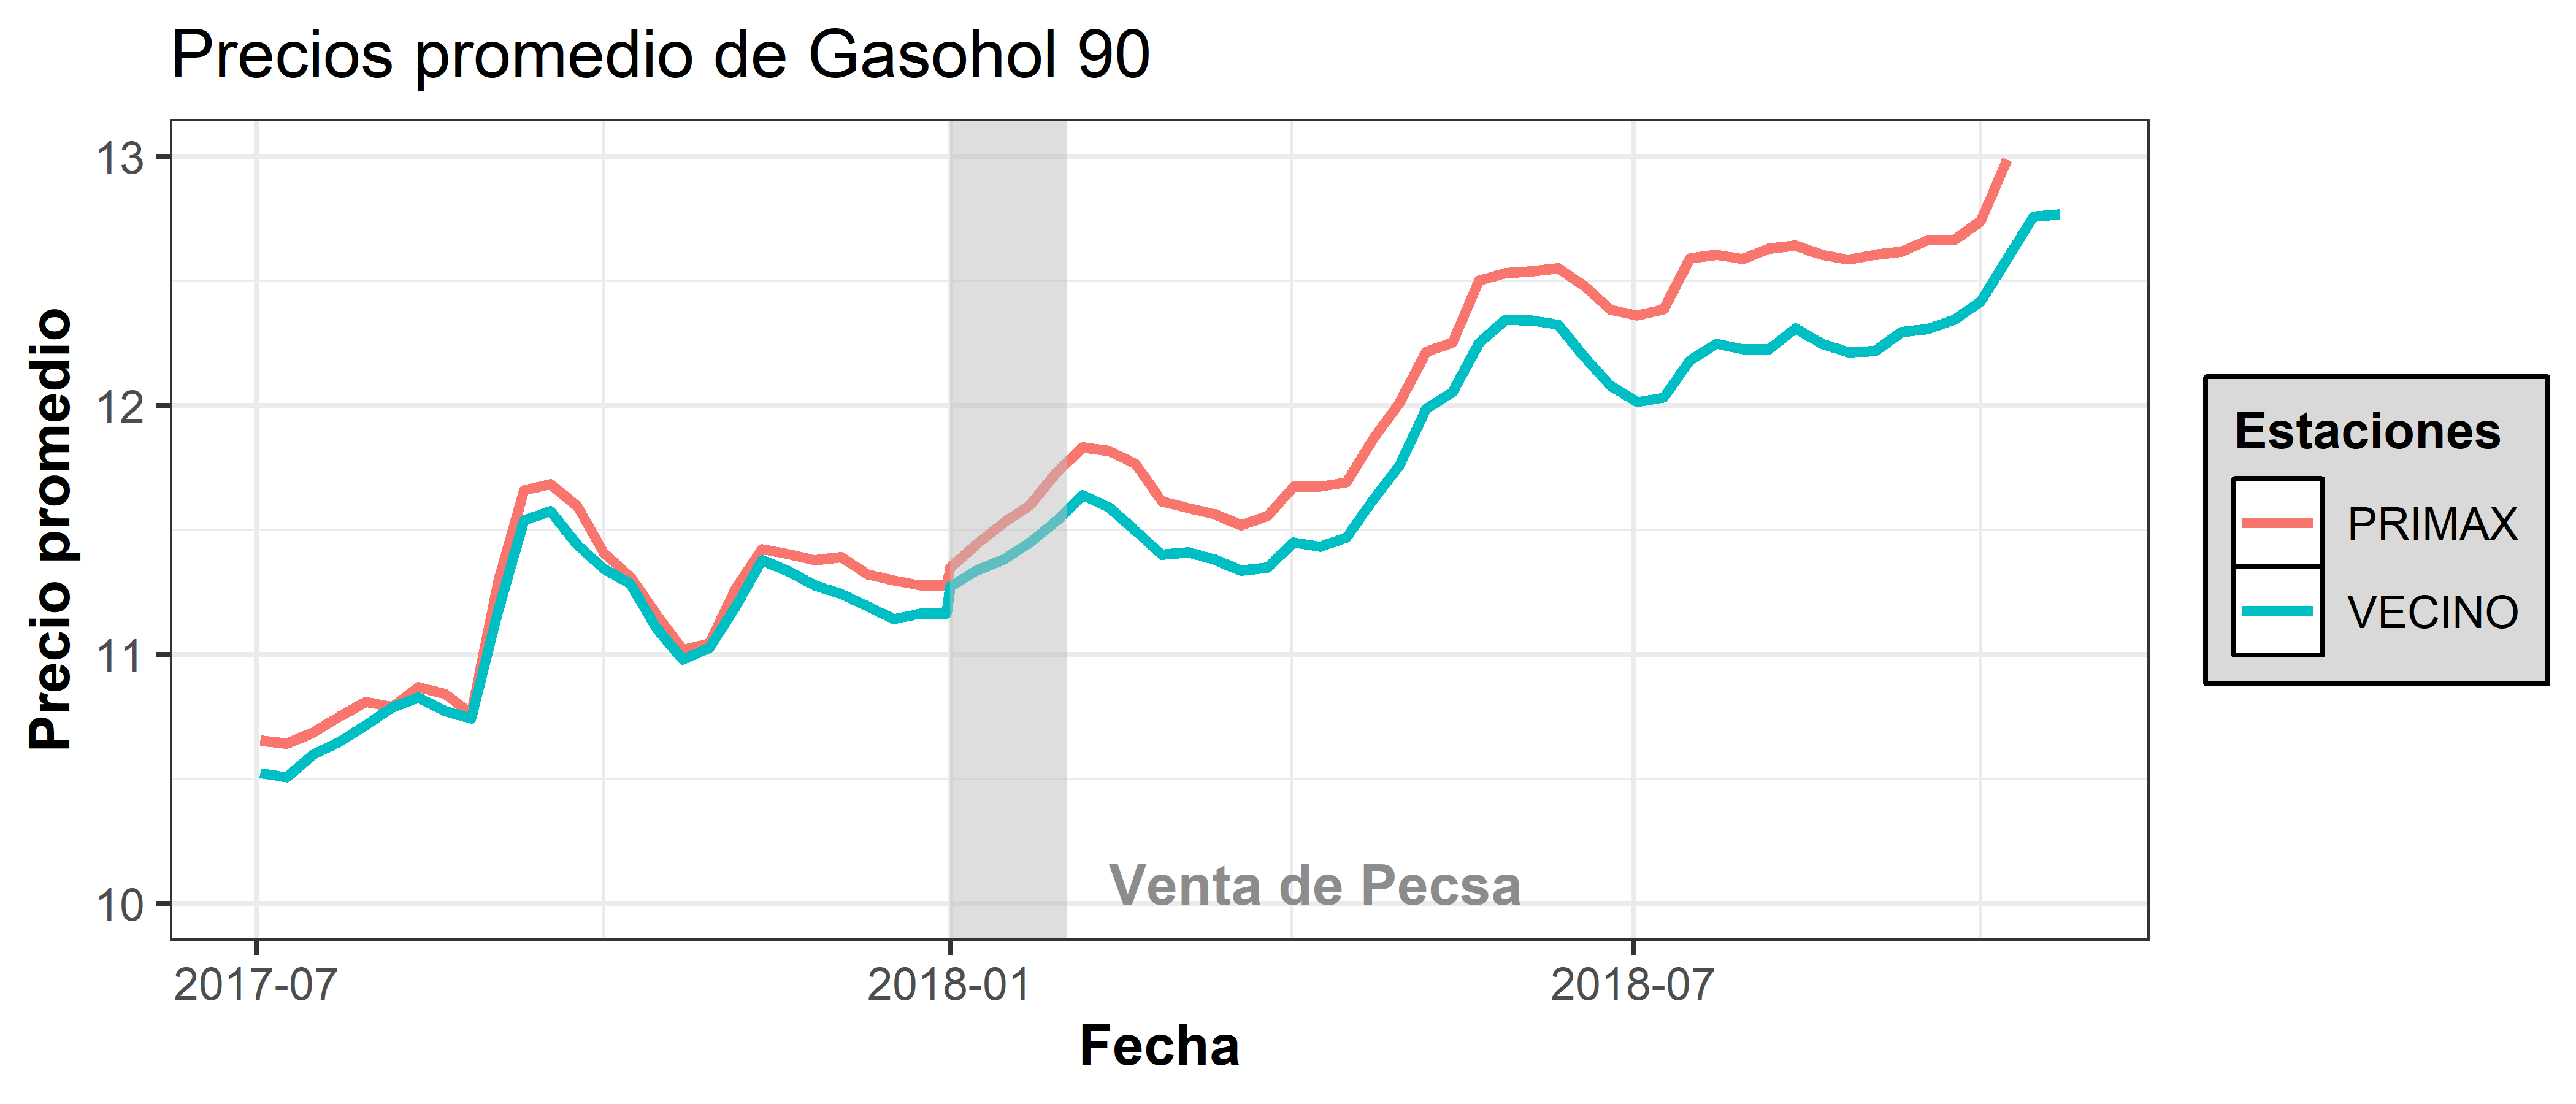 Precios promedio de Gasohol 90
Precio promedio
13
12
11
10
Venta de Pecsa
2017-07
2018-01
2018-07
Fecha
Estaciones
PRIMAX
VECINO